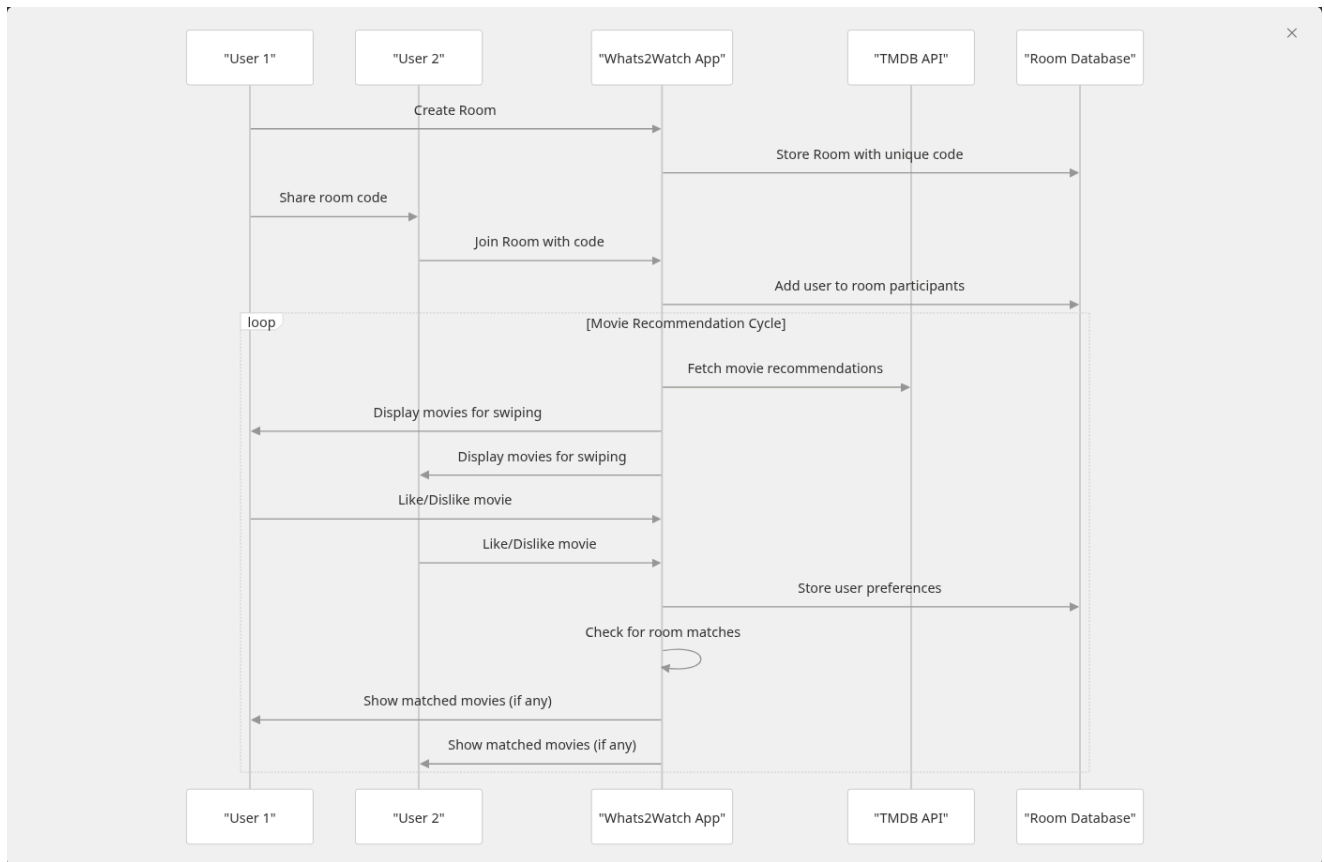 "User 1"
"User 2"
"Whats2Watch App"
"TMDB API"
"Room Database"
Create Room
Store Room with unique code
Share room code
Join Room with code
Add user to room participants
loop
[Movie Recommendation Cycle]
Fetch movie recommendations
Display movies for swiping
Display movies for swiping
Like/Dislike movie
Like/Dislike movie
Store user preferences
Check for room matches
Show matched movies (if any)
Show matched movies (if any)
"User 1"
"User 2"
"Whats2Watch App"
"TMDB API"
"Room Database"